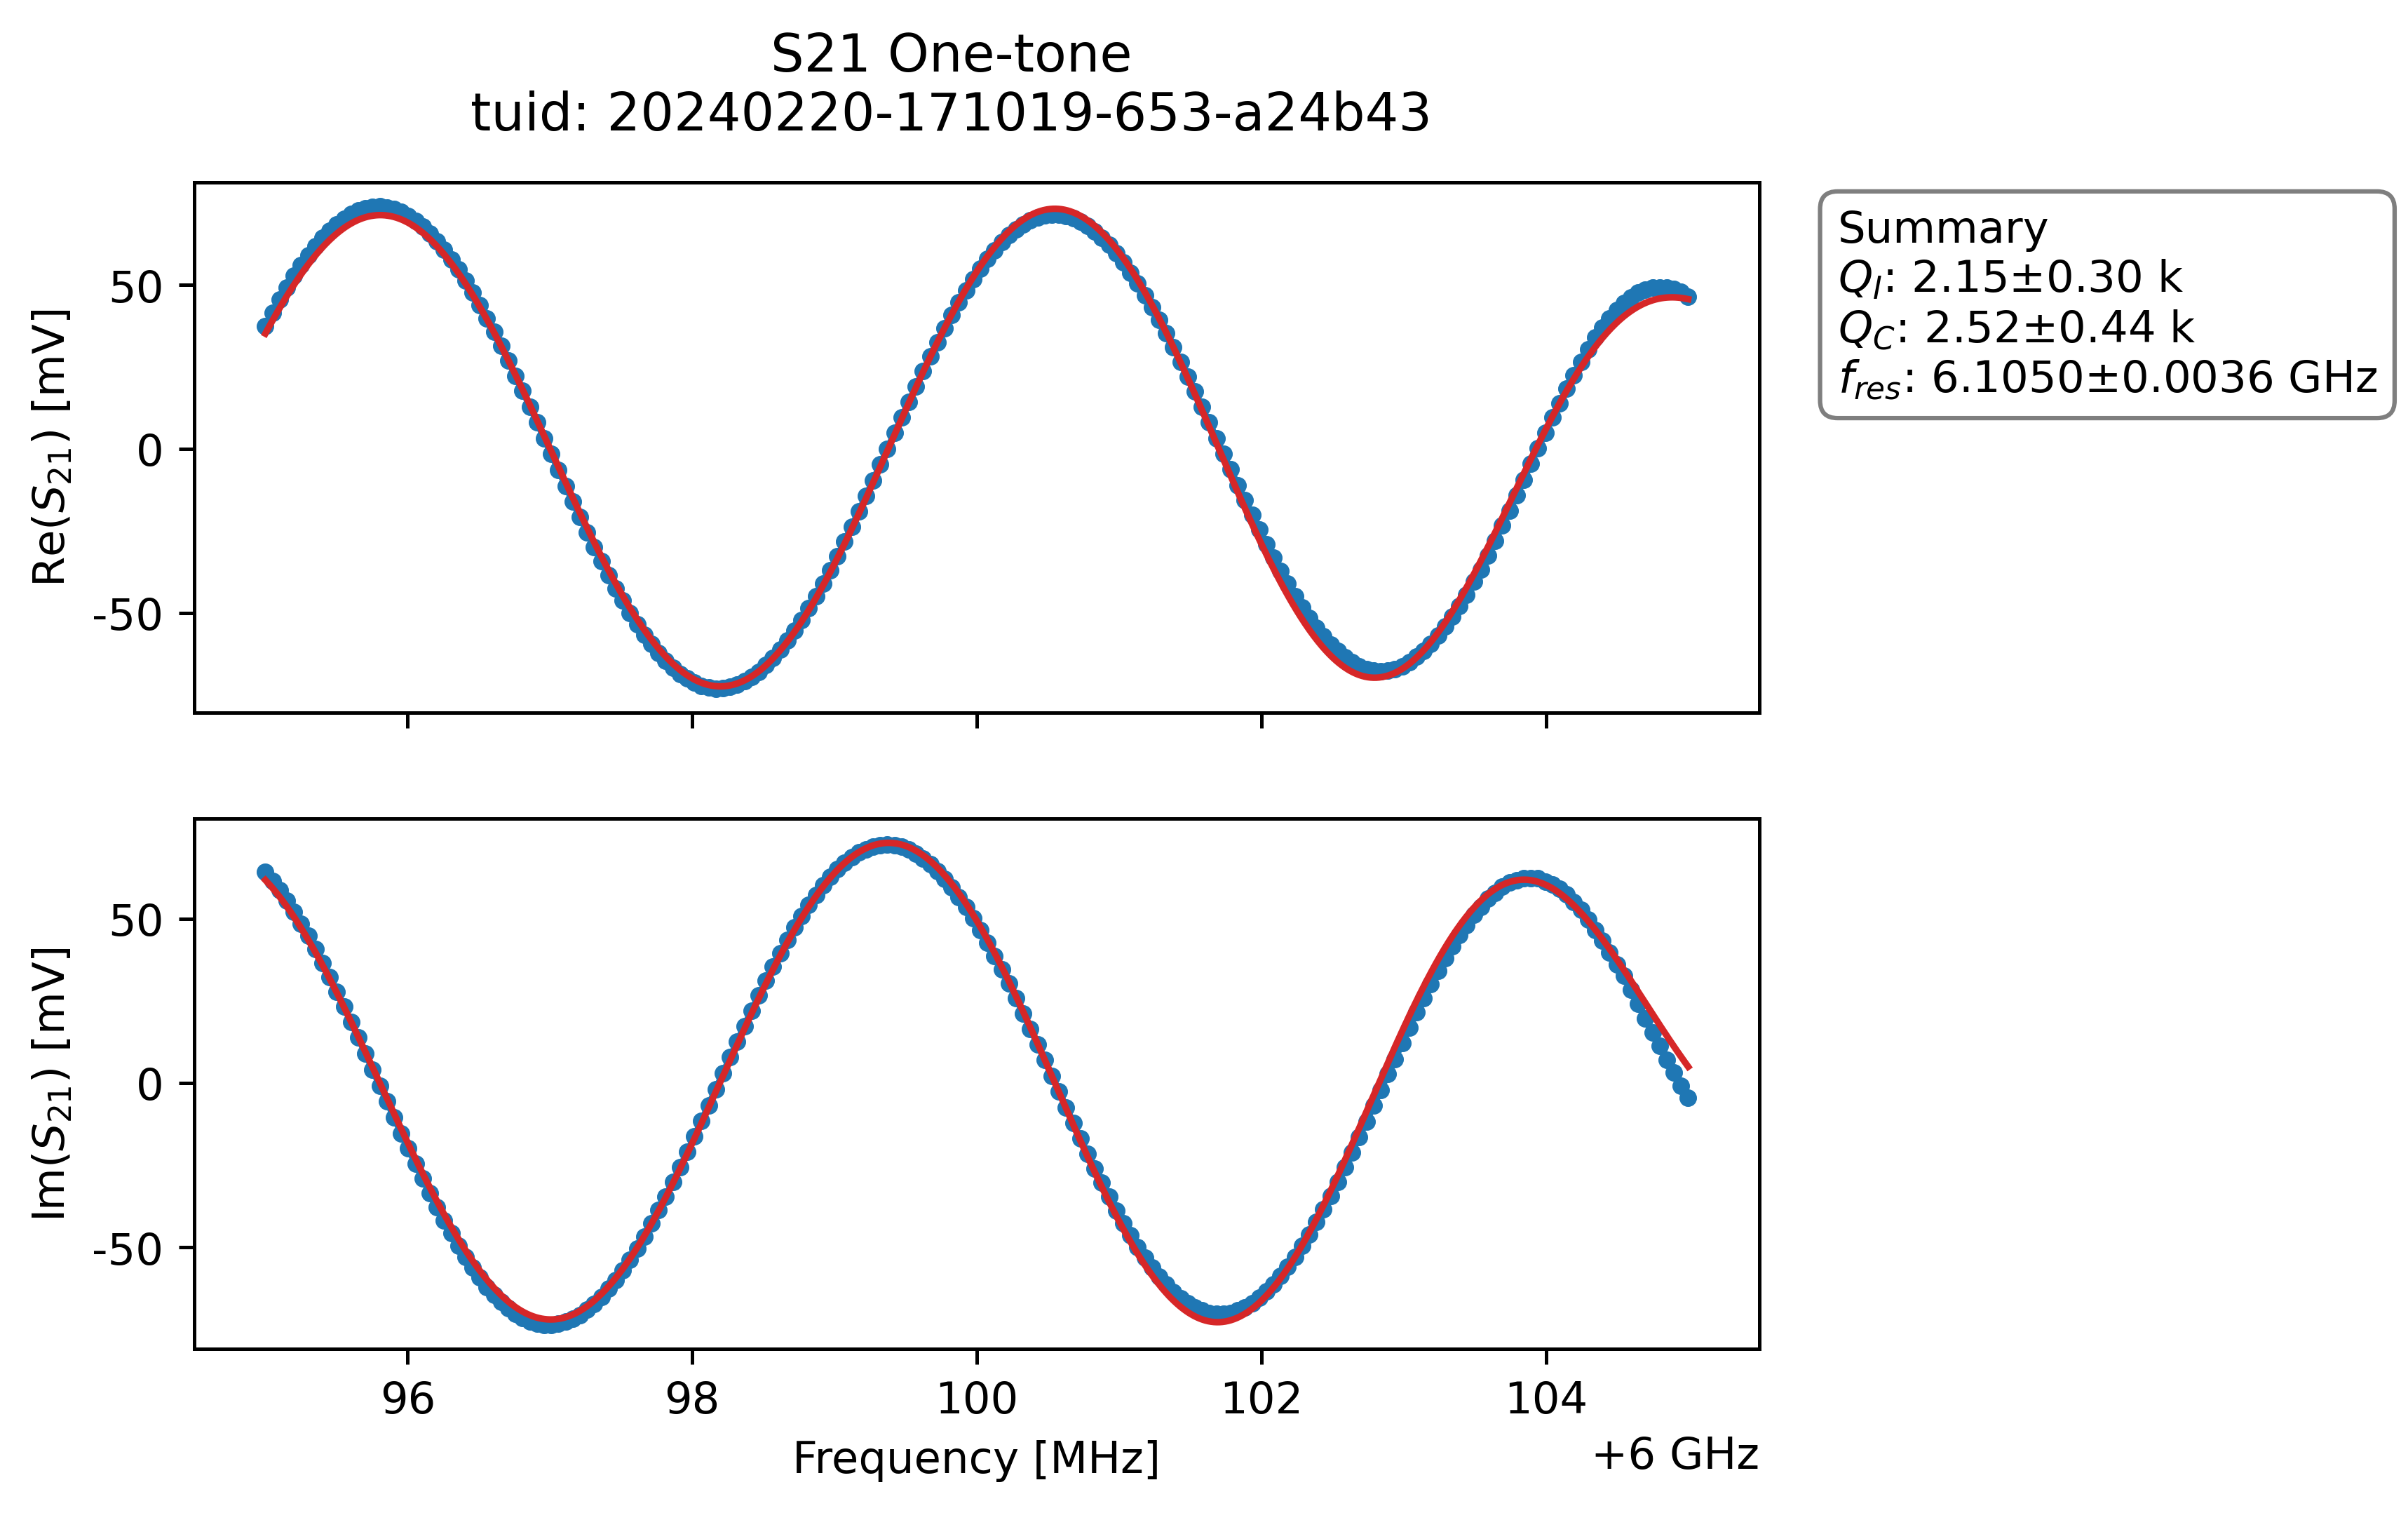 S21 One-tone
tuid: 20240220-171019-653-a24b43
Summary
Q_l: 2.15±0.30 k
Q_C: 2.52±0.44 k
f_res: 6.1050±0.0036 GHz
Re(S_21) [mV]
50
0
-50
Im(S_21) [mV]
50
0
-50
96 98 100 102 104
Frequency [MHz]
+6 GHz